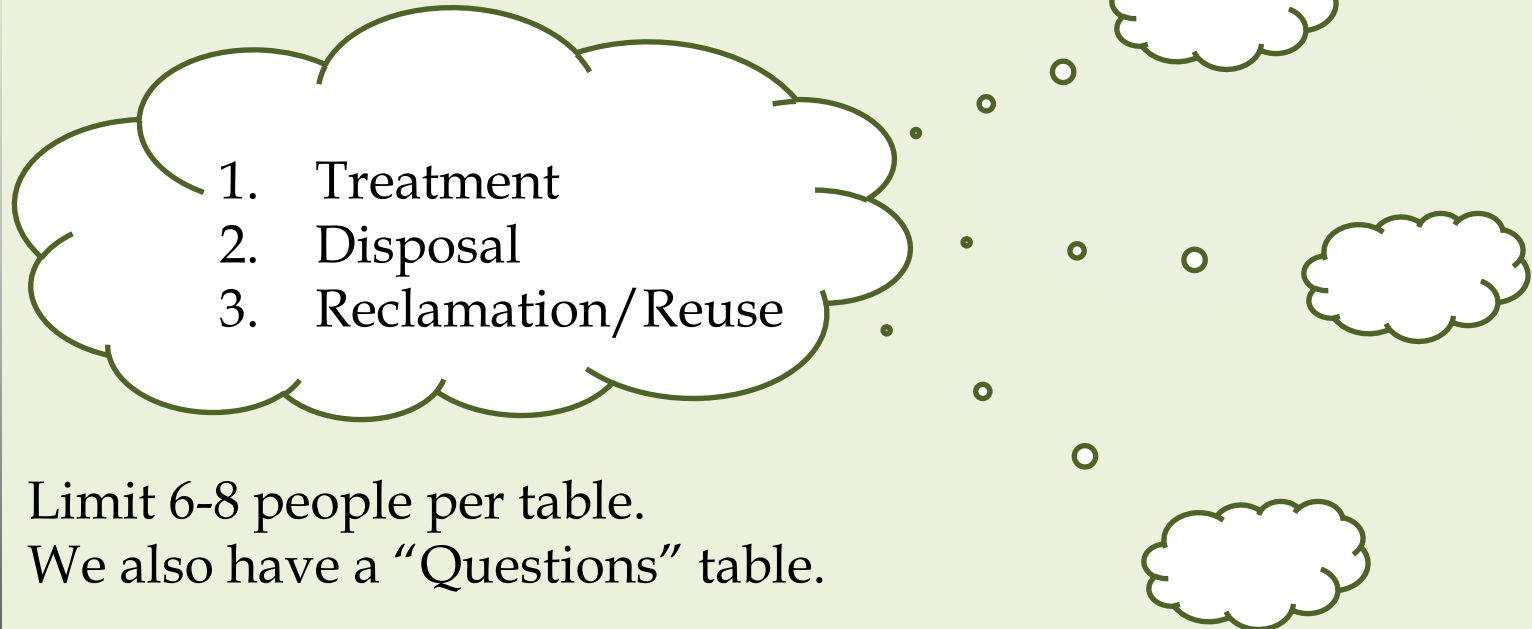 1. Treatment
2. Disposal
3. Reclamation/Reuse
Limit 6-8 people per table.
We also have a “Questions” table.